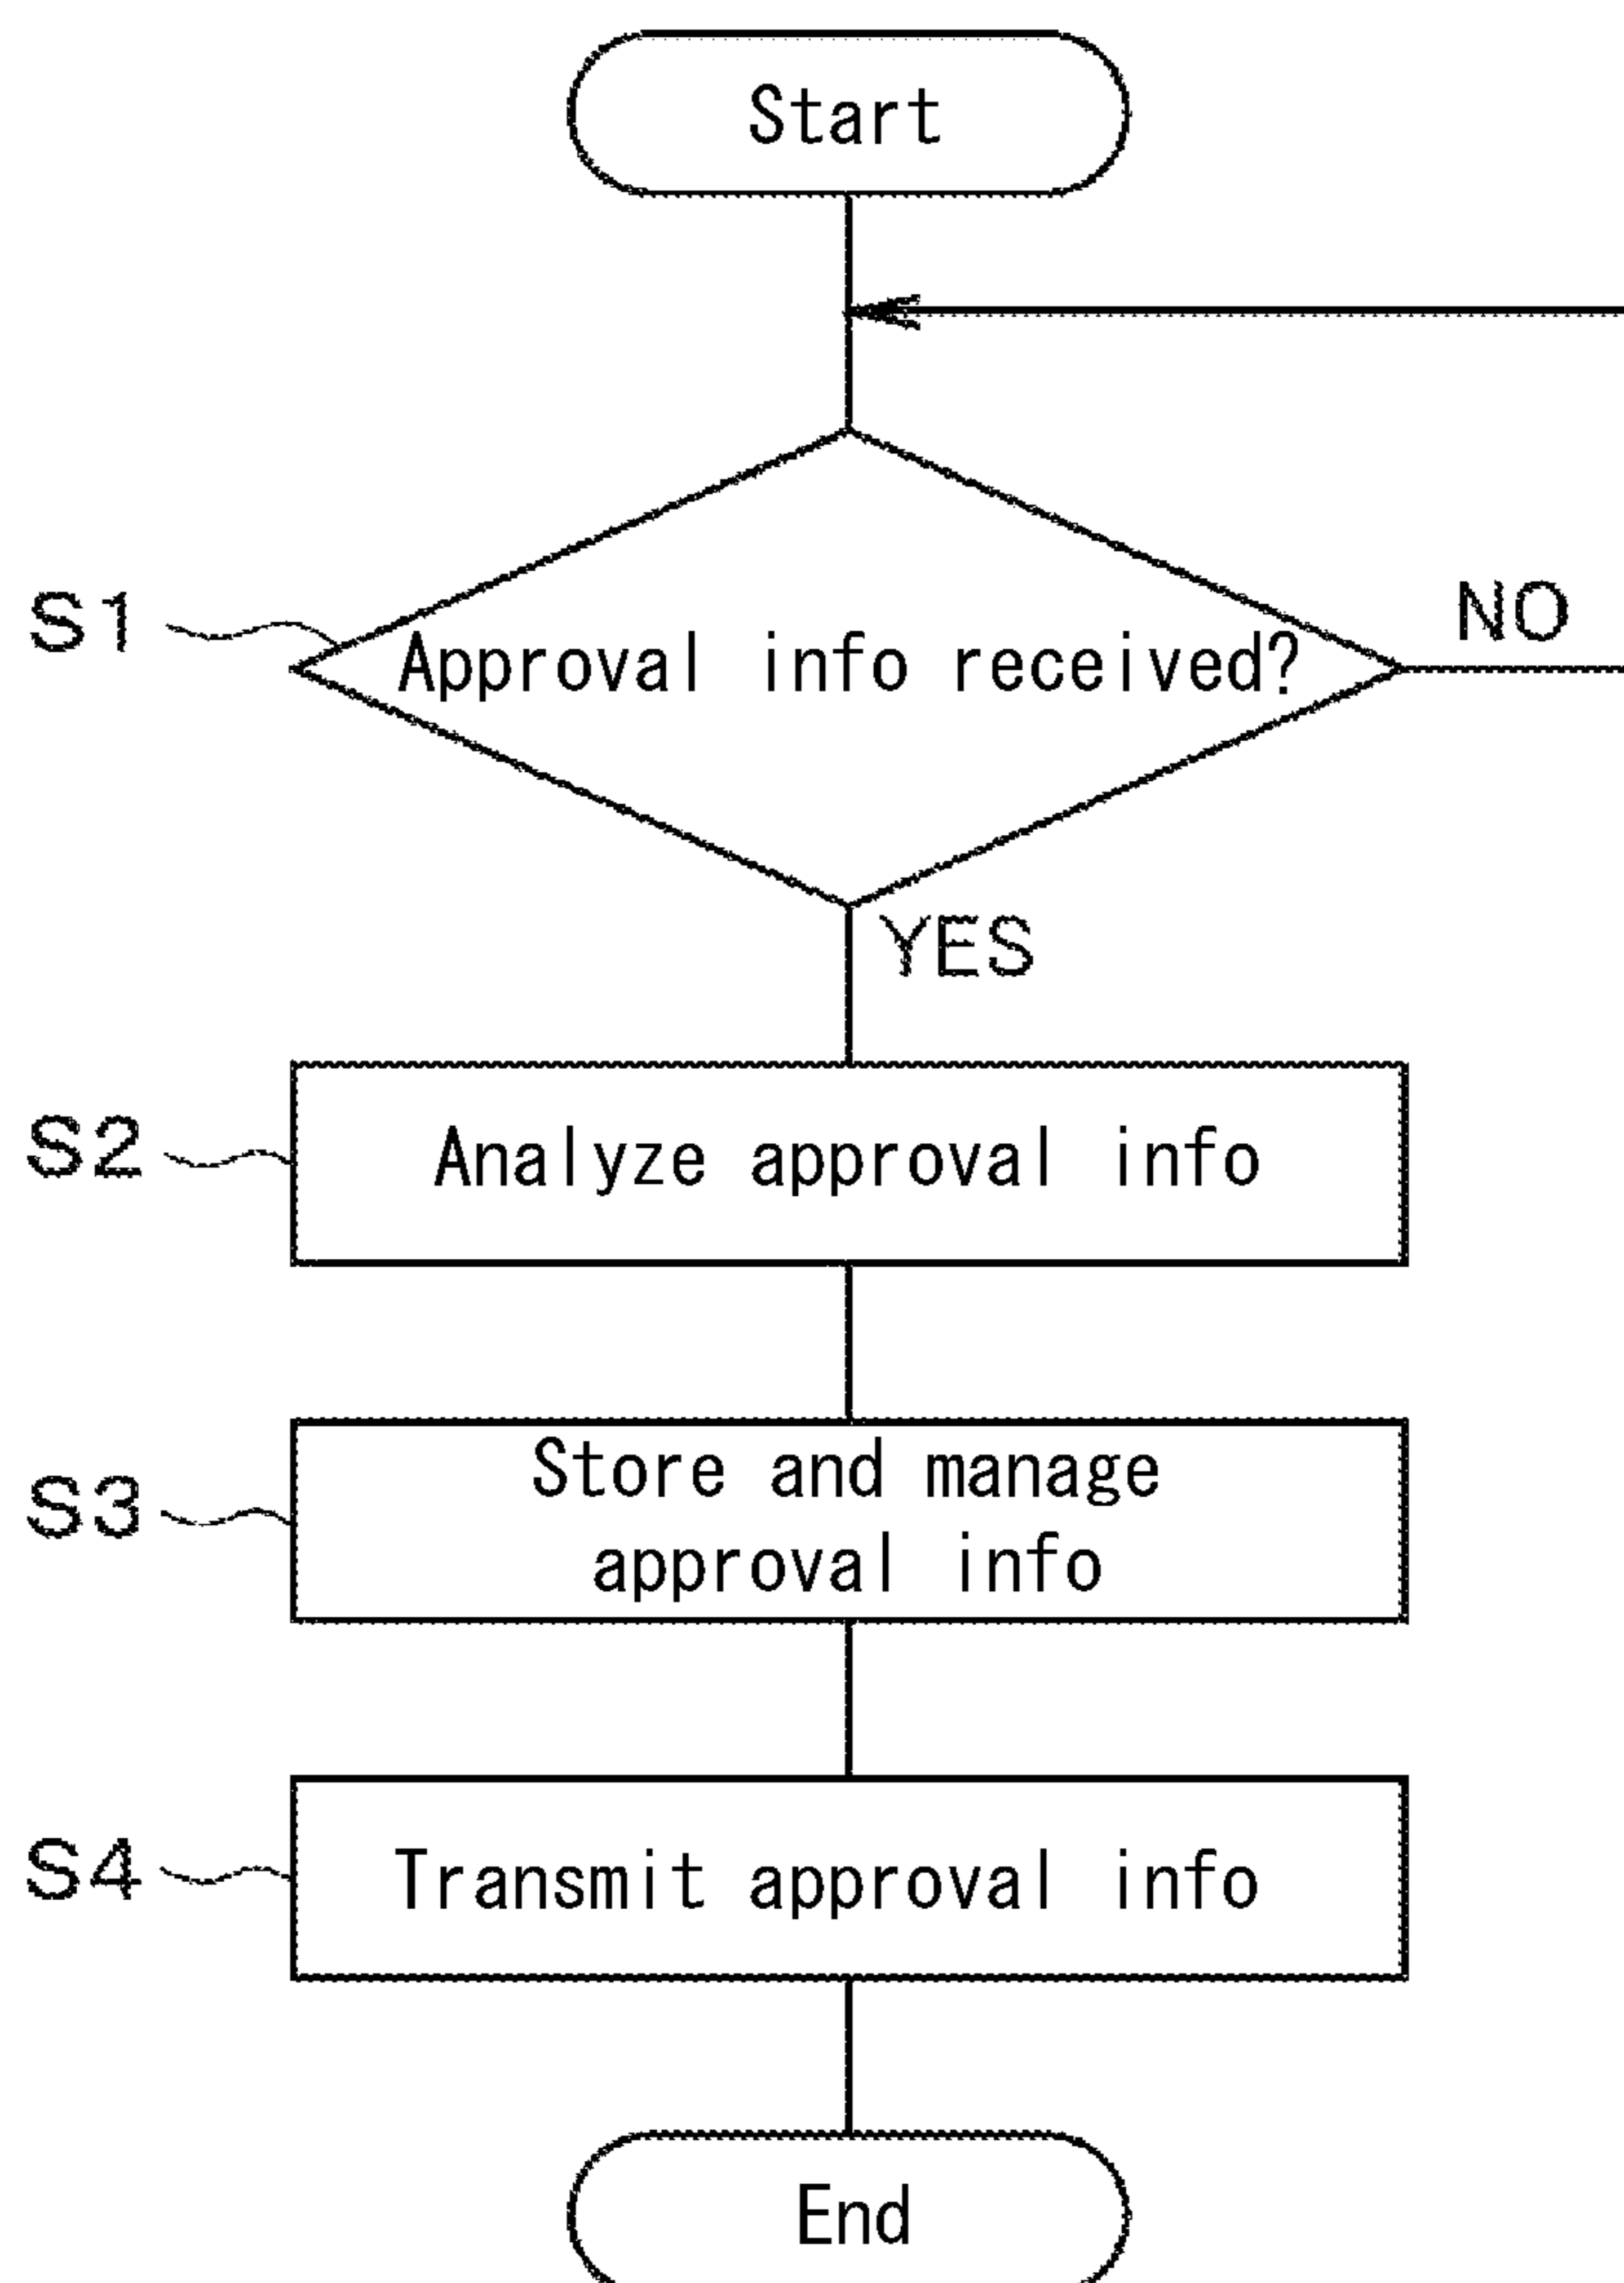 Start
S1
Approval info received?
NO
YES
S2
Analyze approval info
S3
Store and manage
approval info
S4
Transmit approval info
End